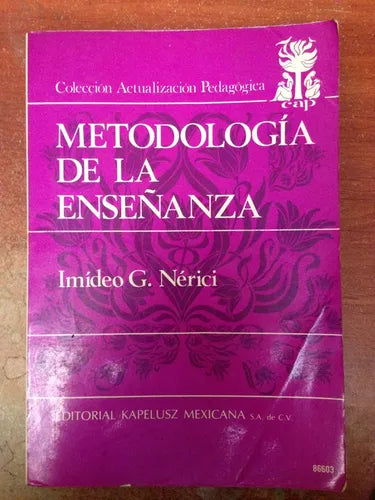 Colección Actualización Pedagógica
cap
METODOLOGÍA
DE LA
ENSEÑANZA
Imídeo G. Nérici
EDITORIAL KAPELUSZ MEXICANA S.A. de C.V.
86603